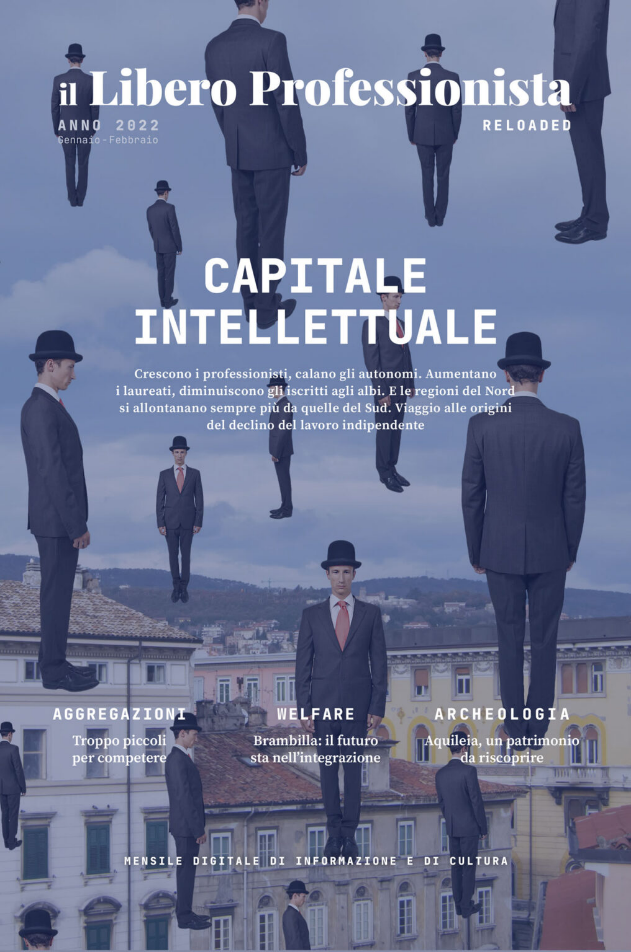 il Libero Professionista
ANNO 2022
Gennaio-Febbraio
RELOADED
CAPITALE
INTELLETTUALE
Crescono i professionisti, calano gli autonomi. Aumentano
i laureati, diminuiscono gli iscritti agli albi. E le regioni del Nord
si allontanano sempre più da quelle del Sud. Viaggio alle origini
del declino del lavoro indipendente
AGGREGAZIONI
Troppo piccoli
per competere
WELFARE
Brambilla: il futuro
sta nell'integrazione
ARCHEOLOGIA
Aquileia, un patrimonio
da riscoprire
MENSILE DIGITALE DI INFORMAZIONE E DI CULTURA